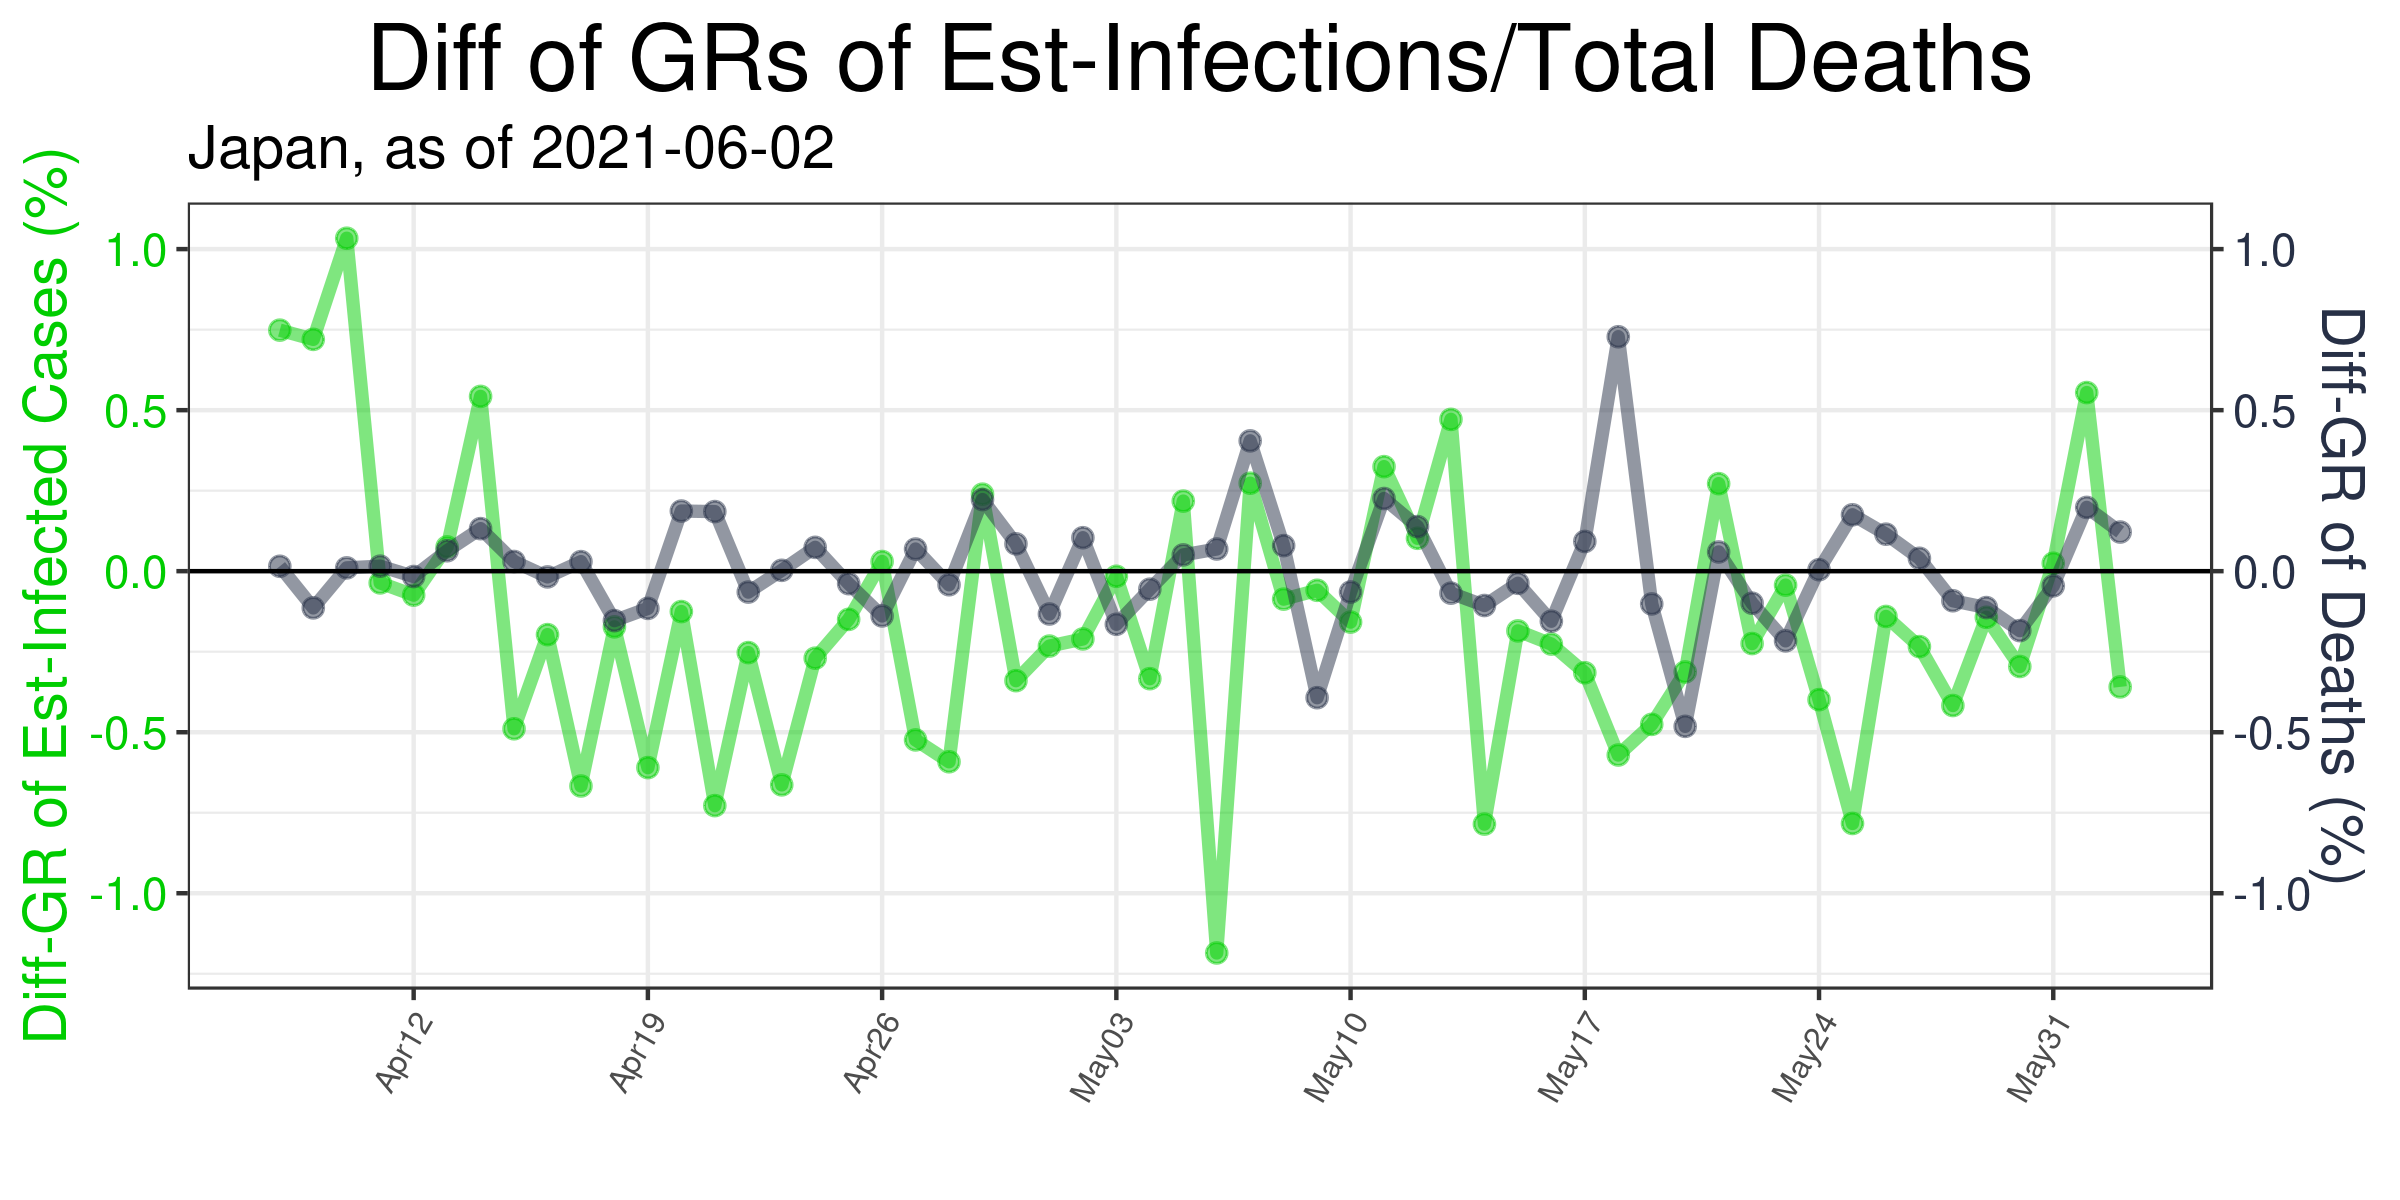 Diff of GRs of Est-Infections/Total Deaths
Japan, as of 2021-06-02
Diff-GR of Est-Infected Cases (%)
1.0
0.5
0.0
-0.5
-1.0
1.0
0.5
0.0
-0.5
-1.0
Diff-GR of Deaths (%)
Apr12
Apr19
Apr26
May03
May10
May17
May24
May31